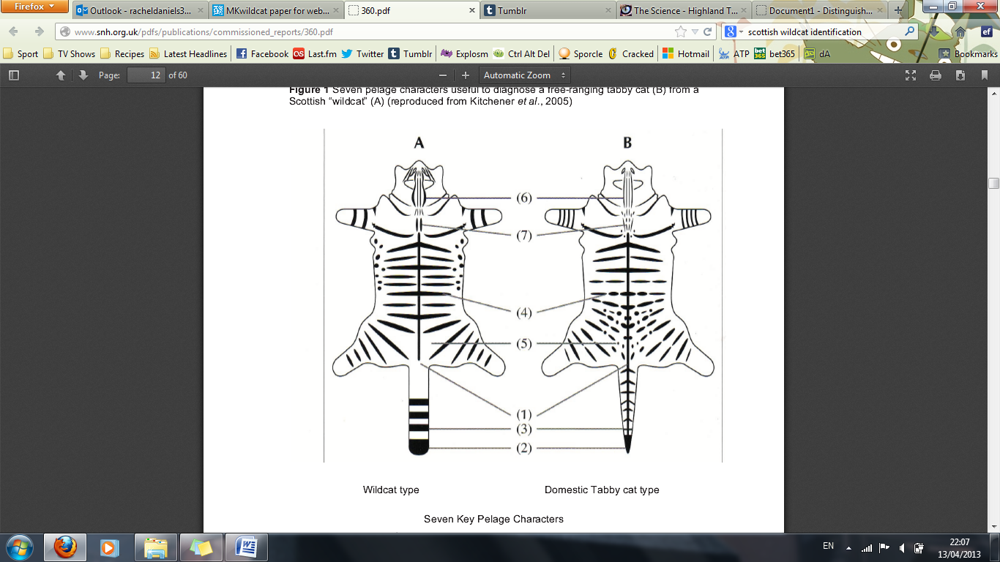 Firefox
Outlook - racheldaniels3...
MKwildcat paper for web...
360.pdf
Tumblr
The Science - Highland T...
Document1 - Distinguish...
www.snh.org.uk/pdfs/publications/commissioned_reports/360.pdf
scottish wildcat identification
Sport
TV Shows
Recipes
Latest Headlines
Facebook
Last.fm
Twitter
Tumblr
Explosm
Ctrl Alt Del
Sporcle
Cracked
Hotmail
ATP
bet365
dA
Bookmarks
Page: 12 of 60
Automatic Zoom
Figure 1 Seven pelage characters useful to diagnose a free-ranging tabby cat (B) from a
Scottish “wildcat” (A) (reproduced from Kitchener et al., 2005)
A B
(6)
(7)
(4)
(5)
(1)
(3)
(2)
Wildcat type Domestic Tabby cat type
Seven Key Pelage Characters
EN
22:07
13/04/2013